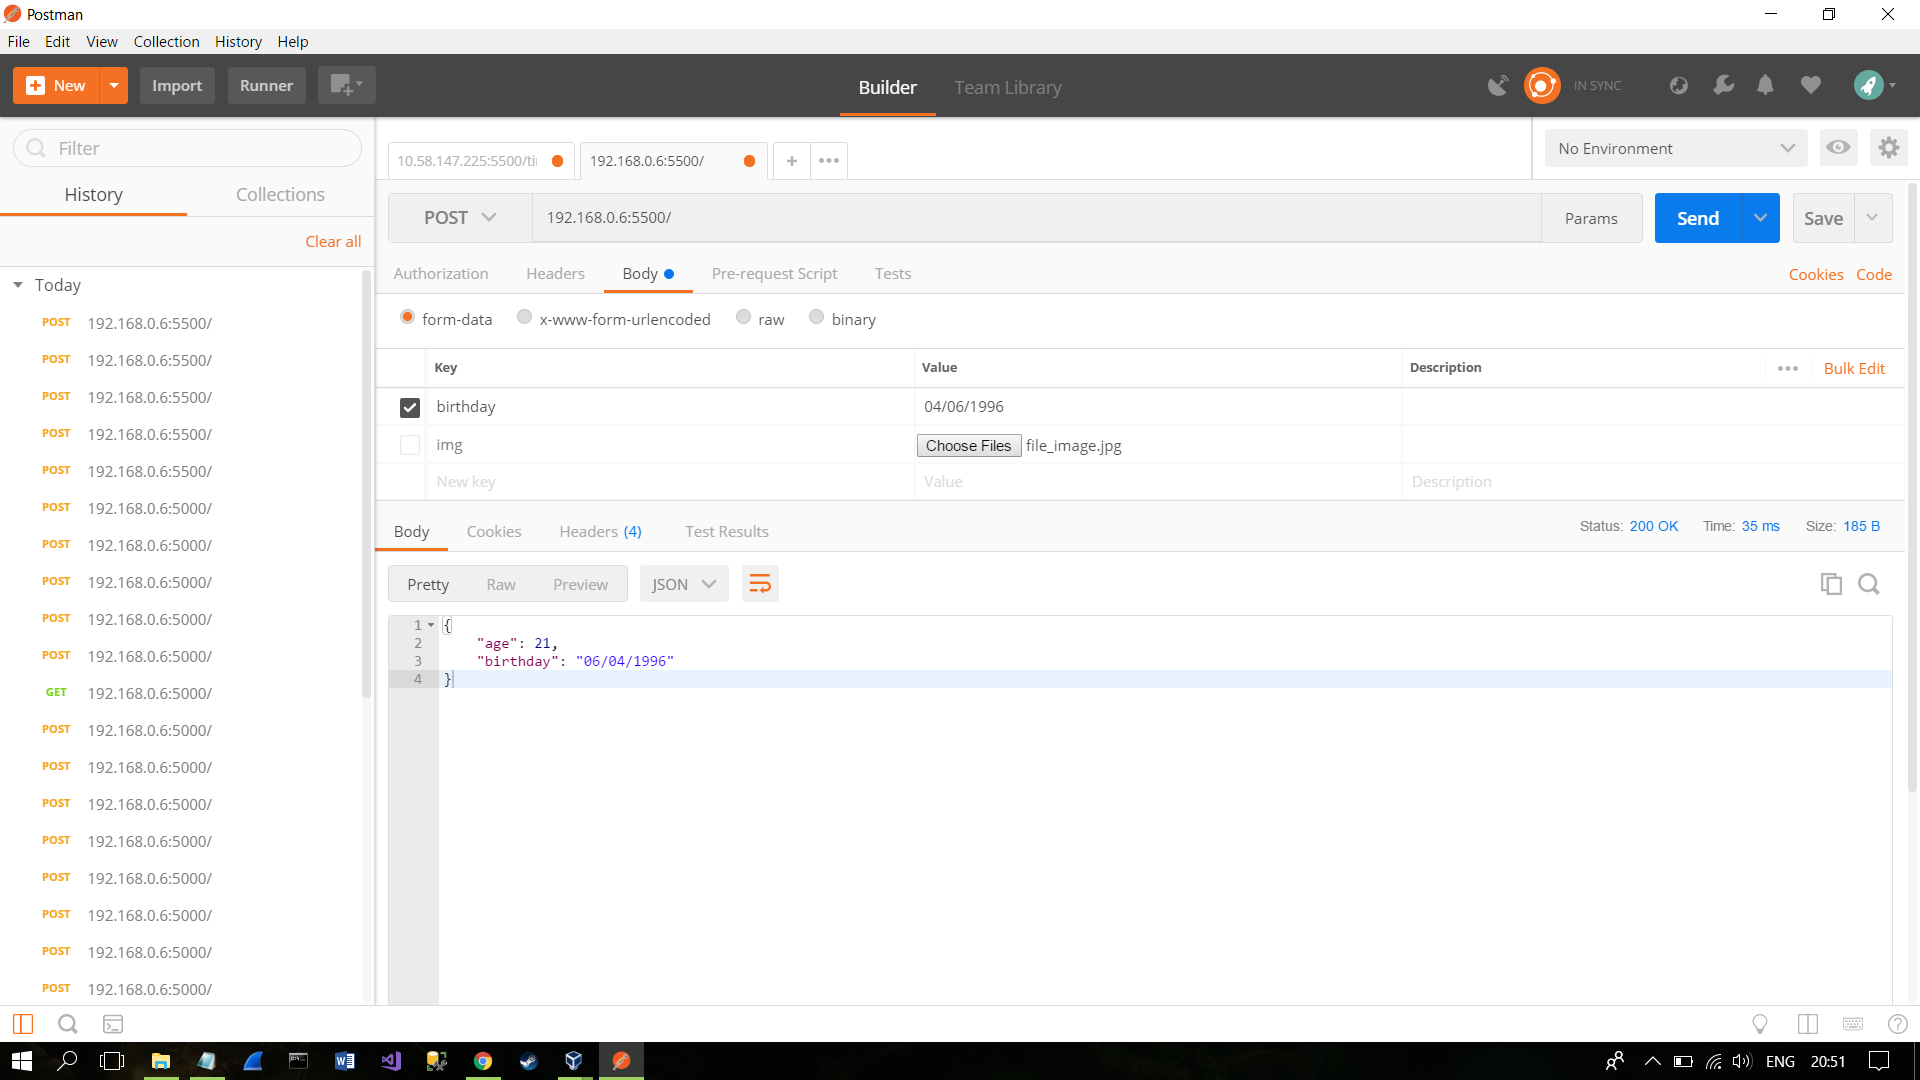 Postman
File Edit View Collection History Help
New Import Runner Builder Team Library IN SYNC
Filter
History Collections
Clear all
Today
POST 192.168.0.6:5500/
POST 192.168.0.6:5500/
POST 192.168.0.6:5500/
POST 192.168.0.6:5500/
POST 192.168.0.6:5500/
POST 192.168.0.6:5000/
POST 192.168.0.6:5000/
POST 192.168.0.6:5000/
POST 192.168.0.6:5000/
POST 192.168.0.6:5000/
GET 192.168.0.6:5000/
POST 192.168.0.6:5000/
POST 192.168.0.6:5000/
POST 192.168.0.6:5000/
POST 192.168.0.6:5000/
POST 192.168.0.6:5000/
POST 192.168.0.6:5000/
POST 192.168.0.6:5000/
POST 192.168.0.6:5000/
10.58.147.225:5500/ti 192.168.0.6:5500/ + ••• No Environment
POST 192.168.0.6:5500/ Params Send Save
Authorization Headers Body Pre-request Script Tests Cookies Code
form-data x-www-form-urlencoded raw binary
Key Value Description ••• Bulk Edit
birthday 04/06/1996
img Choose Files file_image.jpg
New key Value Description
Body Cookies Headers (4) Test Results Status: 200 OK Time: 35 ms Size: 185 B
Pretty Raw Preview JSON
1 {
2 "age": 21,
3 "birthday": "06/04/1996"
4 }
ENG 20:51